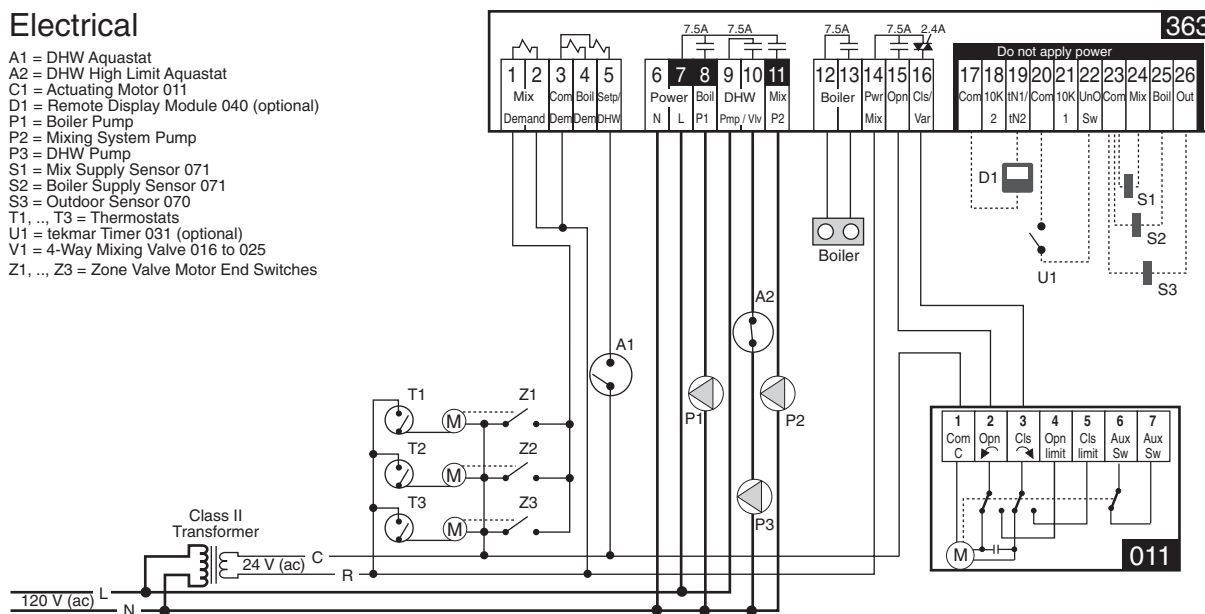 Electrical
A1 = DHW Aquastat
A2 = DHW High Limit Aquastat
C1 = Actuating Motor 011
D1 = Remote Display Module 040 (optional)
P1 = Boiler Pump
P2 = Mixing System Pump
P3 = DHW Pump
S1 = Mix Supply Sensor 071
S2 = Boiler Supply Sensor 071
S3 = Outdoor Sensor 070
T1, .., T3 = Thermostats
U1 = tekmar Timer 031 (optional)
V1 = 4-Way Mixing Valve 016 to 025
Z1, .., Z3 = Zone Valve Motor End Switches
363
7.5A 7.5A 7.5A 7.5A 2.4A
Do not apply power
1 2 3 4 5 6 7 8 9 10 11 12 13 14 15 16 17 18 19 20 21 22 23 24 25 26
Mix Com Boil Setp/ Power Boil DHW Mix Boiler Pwr Opn Cls/ Com 10K tN1/ Com 10K UnO Com Mix Boil Out
Demand Dem Dem DHW N L P1 Pmp / Vlv P2 Mix Var 2 tN2 1 Sw
D1
S1
S2
S3
U1
Boiler
A2
A1
P1
P2
P3
T1 M Z1
T2 M Z2
T3 M Z3
1 2 3 4 5 6 7
Com Opn Cls Opn Cls Aux Aux
C limit limit Sw Sw
M
011
Class II
Transformer
24 V (ac)
C
R
120 V (ac)
L
N